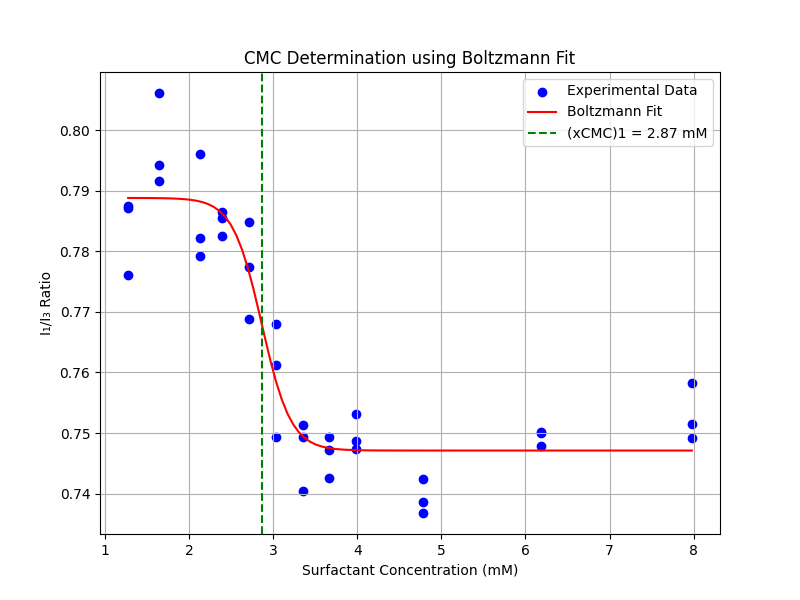 CMC Determination using Boltzmann Fit
Experimental Data
Boltzmann Fit
(xCMC)1 = 2.87 mM
0.80
0.79
0.78
0.77
0.76
0.75
0.74
I₁/I₃ Ratio
1 2 3 4 5 6 7 8
Surfactant Concentration (mM)